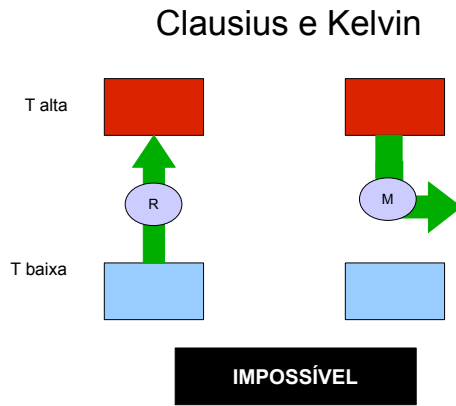 Clausius e Kelvin
T alta
R
M
T baixa
IMPOSSÍVEL